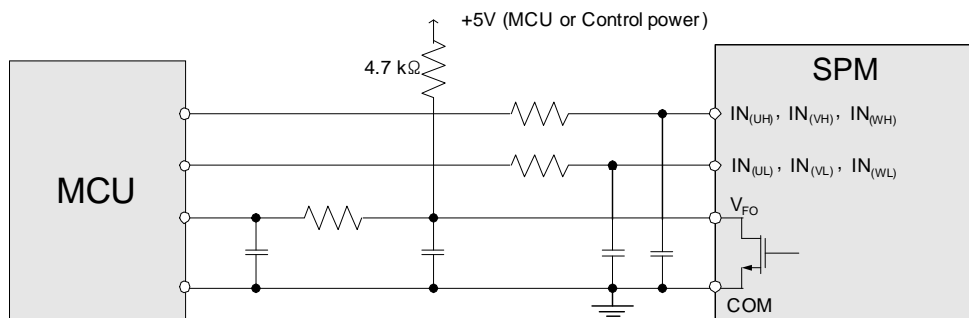 +5V (MCU or Control power)
4.7 kΩ
SPM
IN(UH), IN(VH), IN(WH)
IN(UL), IN(VL), IN(WL)
MCU
VFO
COM